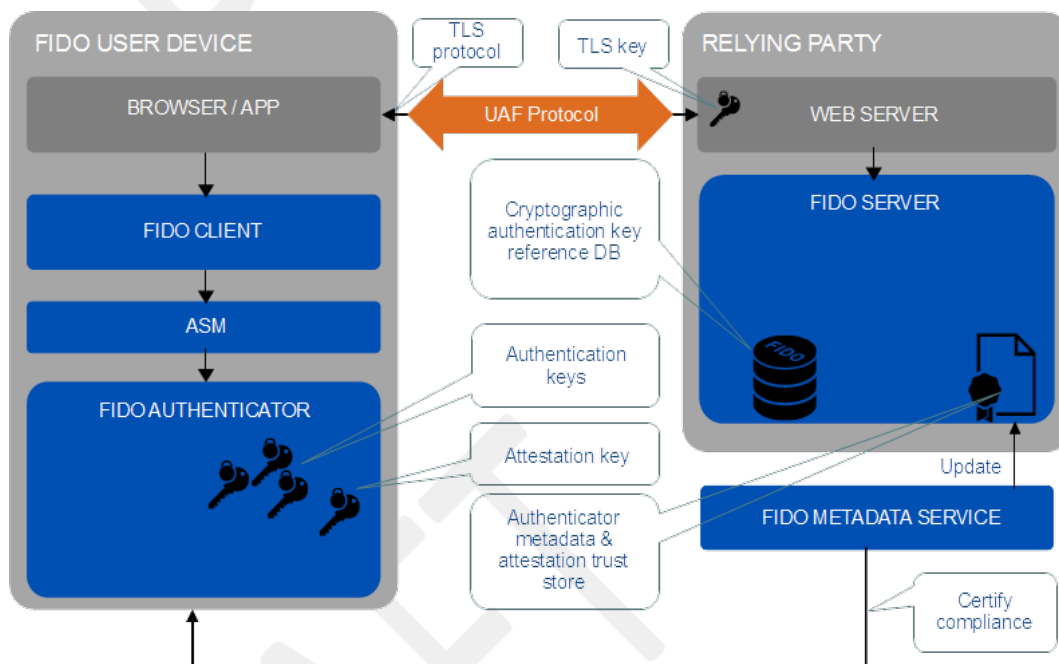 FIDO USER DEVICE
TLS
protocol
TLS key
RELYING PARTY
BROWSER / APP
UAF Protocol
WEB SERVER
FIDO CLIENT
Cryptographic
authentication key
reference DB
FIDO SERVER
ASM
FIDO
Authentication
keys
FIDO AUTHENTICATOR
Attestation key
Update
Authenticator
metadata &
attestation trust
store
FIDO METADATA SERVICE
Certify
compliance